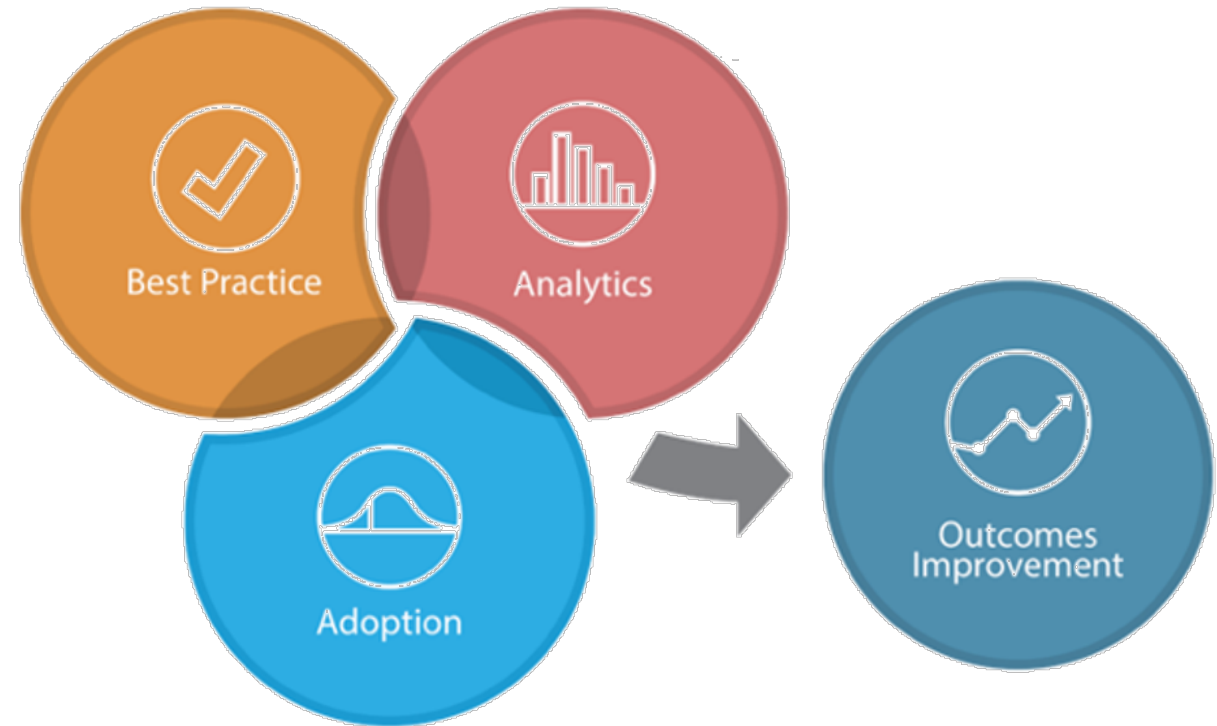 Best Practice
Analytics
Adoption
Outcomes
Improvement